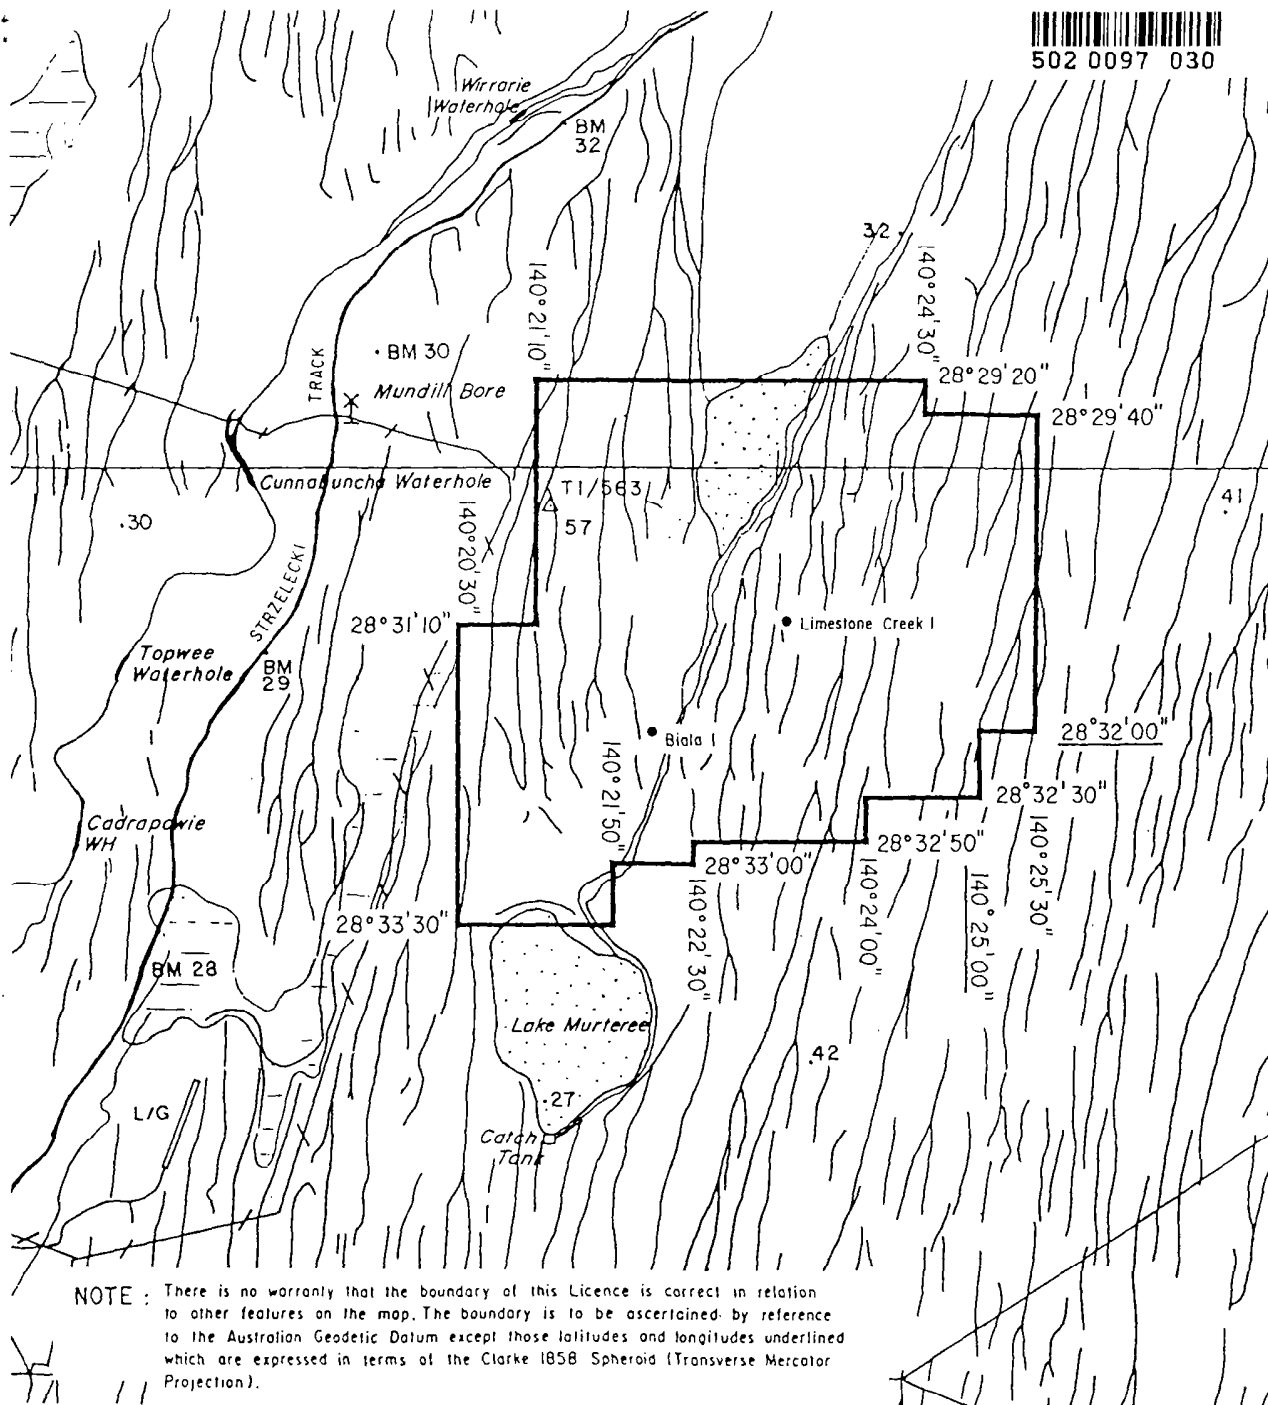 502 0097 030
Wirrarie
Waterhole
BM
32
32
140°21'10"
140°24'30"
TRACK
BM 30
Mundill Bore
28°29'20"
28°29'40"
Cunnabuncha Waterhole
T1/563
57
41
30
140°20'30"
STRZELECKI
28°31'10"
Limestone Creek 1
Topwee
Waterhole
BM
29
Biala 1
28°32'00"
140°21'50"
28°32'30"
Cadrapowie
WH
28°32'50"
28°33'00"
140°25'30"
140°24'00"
140°25'00"
140°22'30"
28°33'30"
BM 28
Lake Murteree
42
27
L/G
Catch
Tank
NOTE : There is no warranty that the boundary of this Licence is correct in relation
to other features on the map. The boundary is to be ascertained by reference
to the Australian Geodetic Datum except those latitudes and longitudes underlined
which are expressed in terms of the Clarke 1858 Spheroid (Transverse Mercator
Projection).